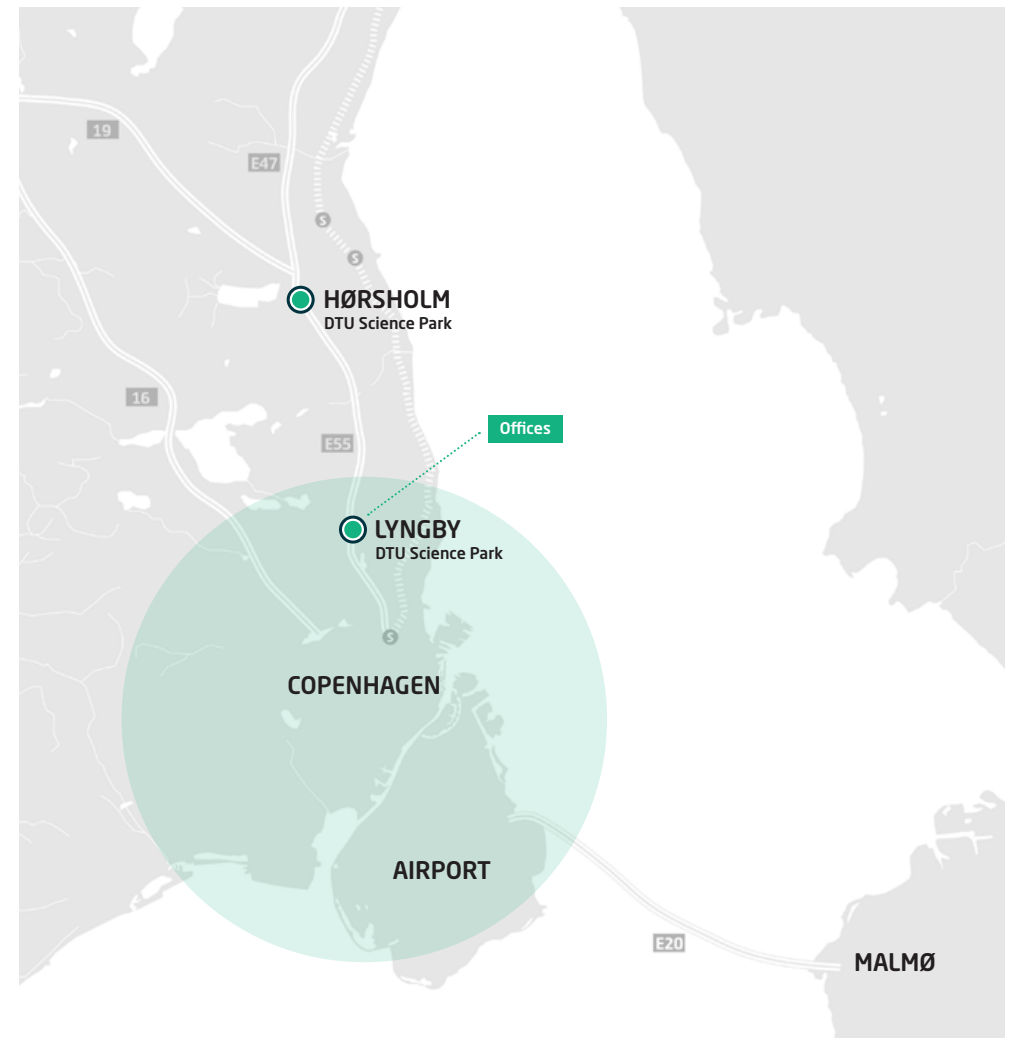 19
E47
S
S
HØRSHOLM
DTU Science Park
16
Offices
E55
LYNGBY
DTU Science Park
S
COPENHAGEN
AIRPORT
E20
MALMØ